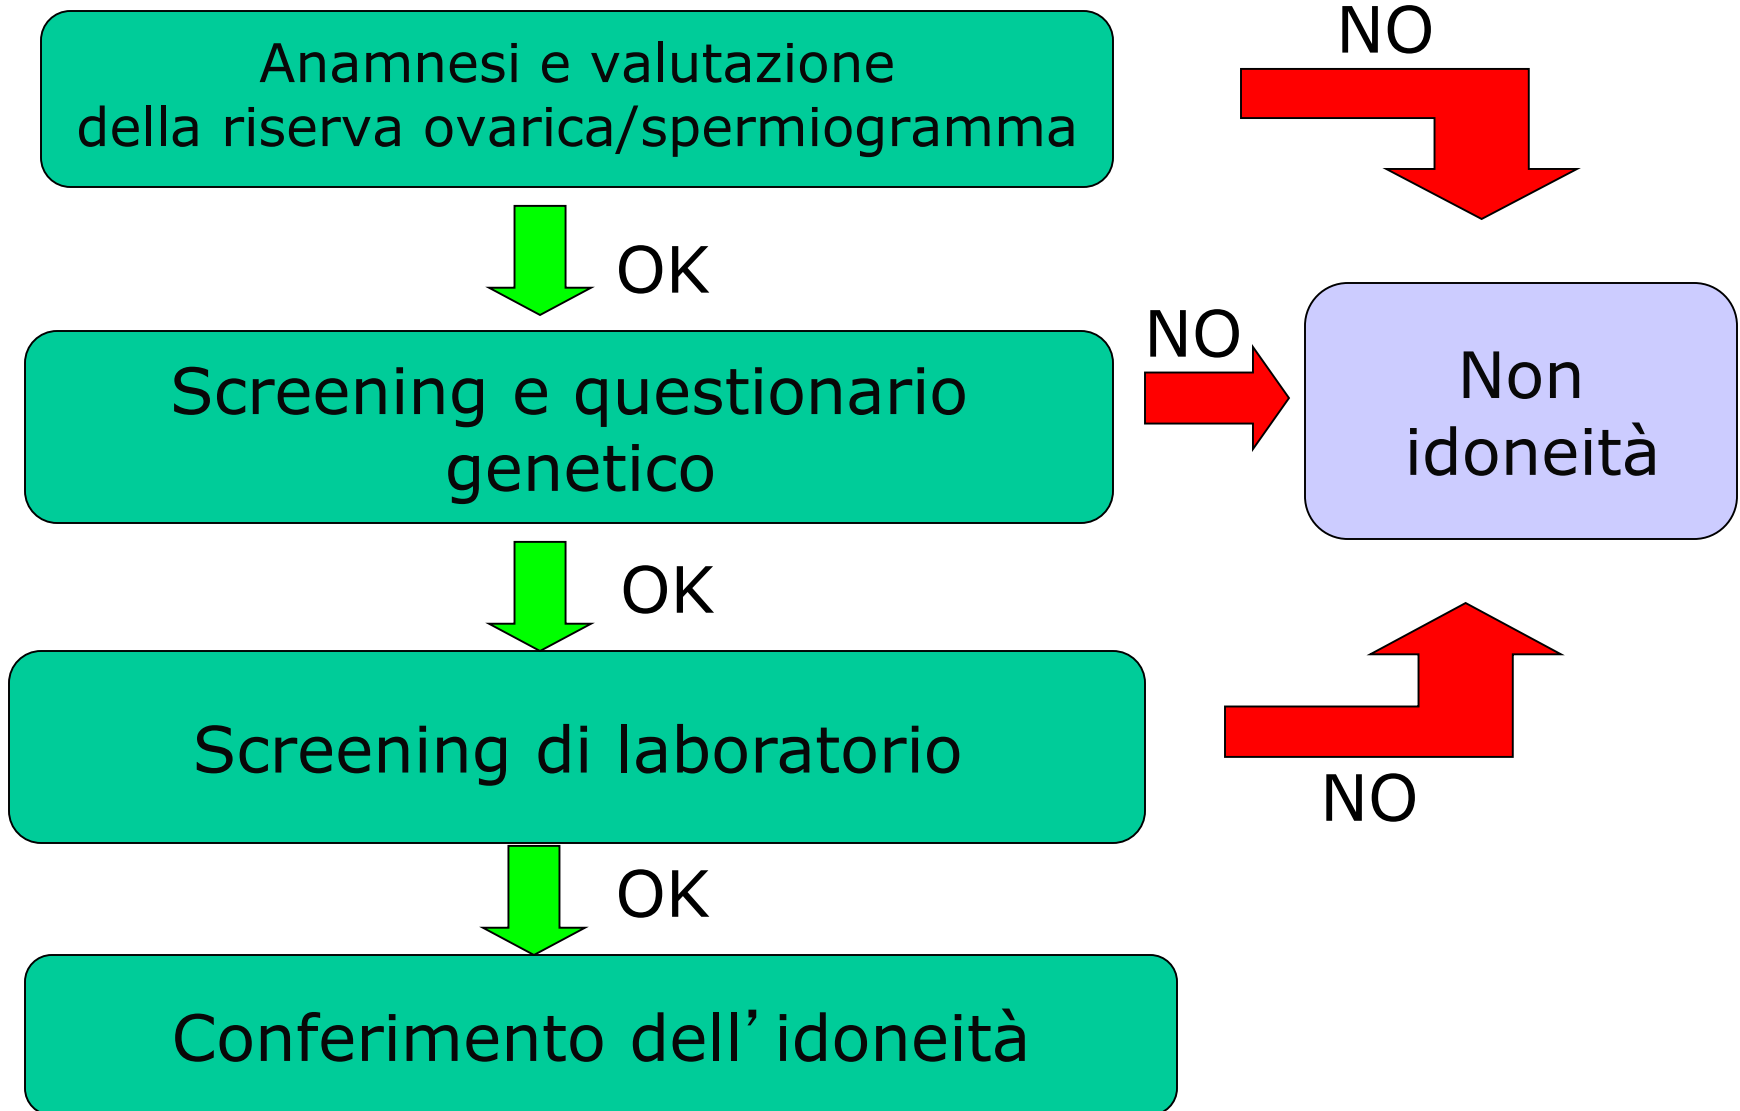 Anamnesi e valutazione
della riserva ovarica/spermiogramma
NO
OK
Screening e questionario
genetico
NO
Non
idoneità
OK
Screening di laboratorio
NO
OK
Conferimento dell’idoneità